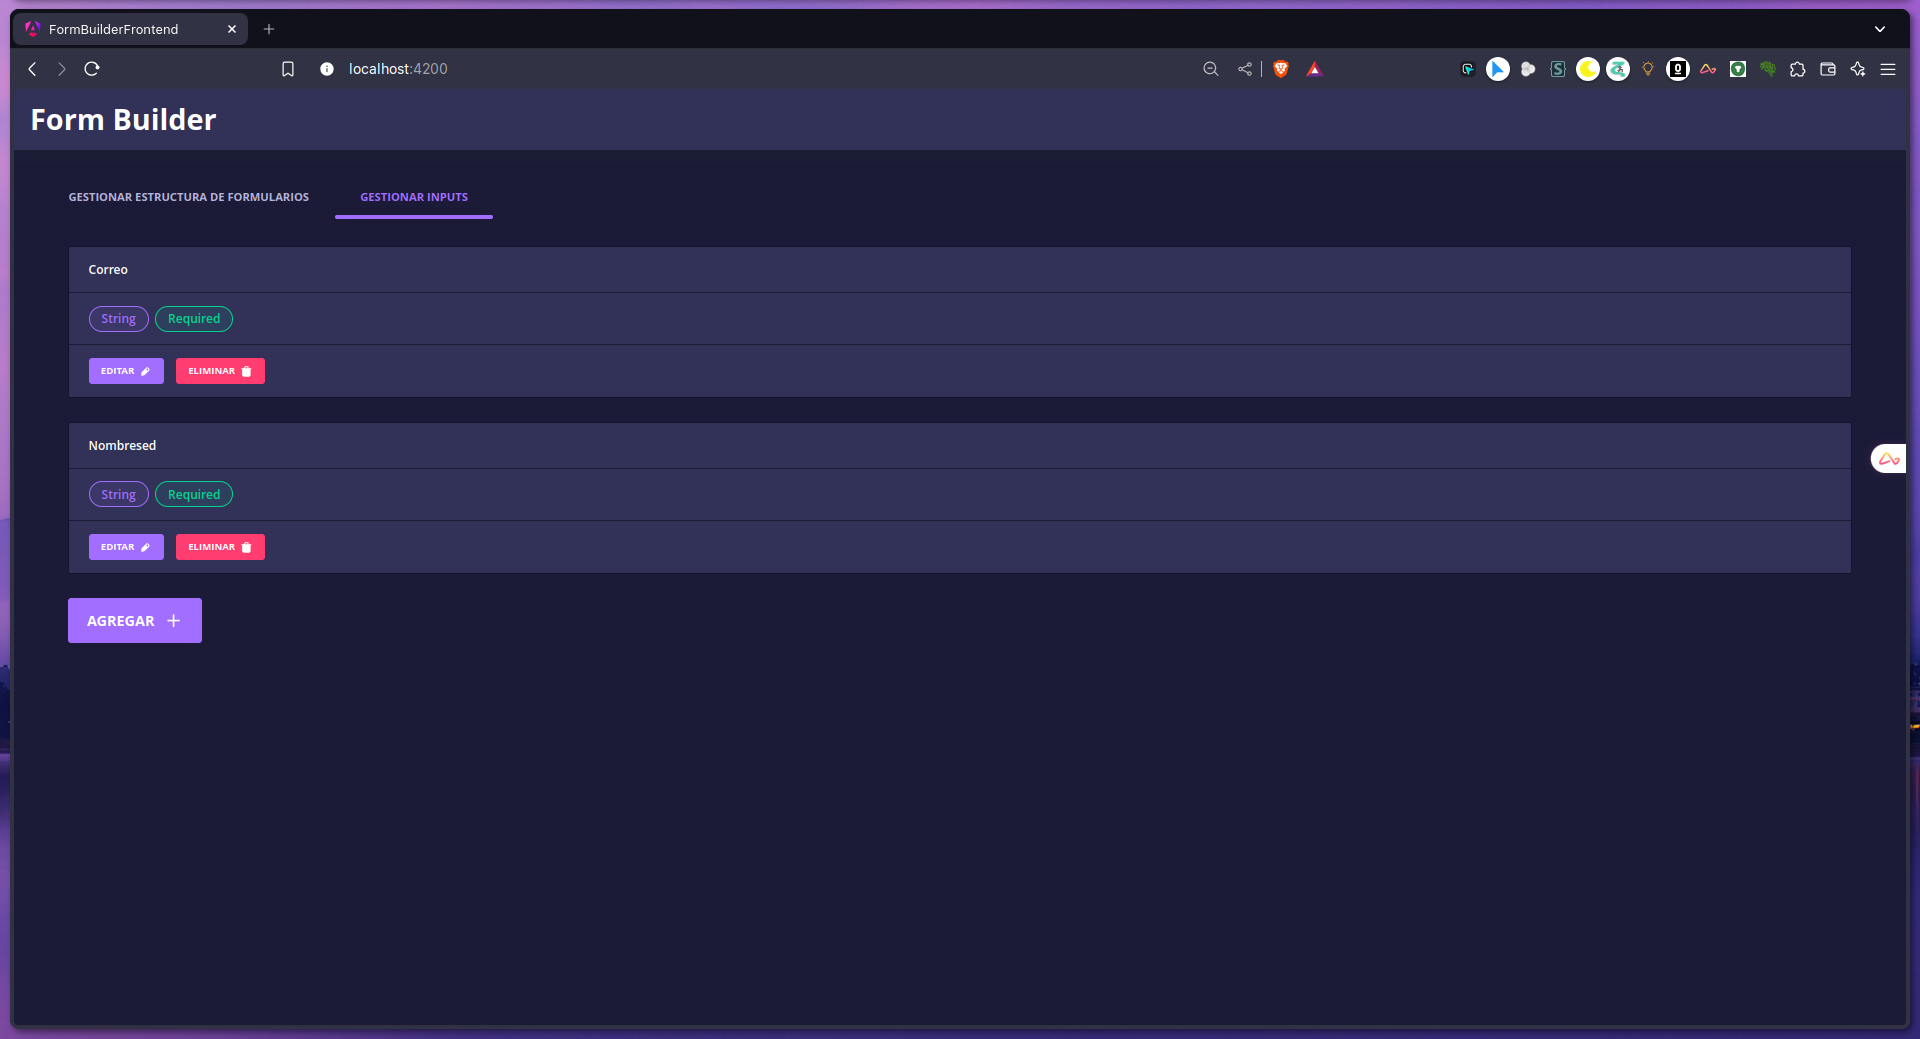 FormBuilderFrontend
localhost:4200
Form Builder
GESTIONAR ESTRUCTURA DE FORMULARIOS GESTIONAR INPUTS
Correo
String Required
EDITAR ELIMINAR
Nombresed
String Required
EDITAR ELIMINAR
AGREGAR